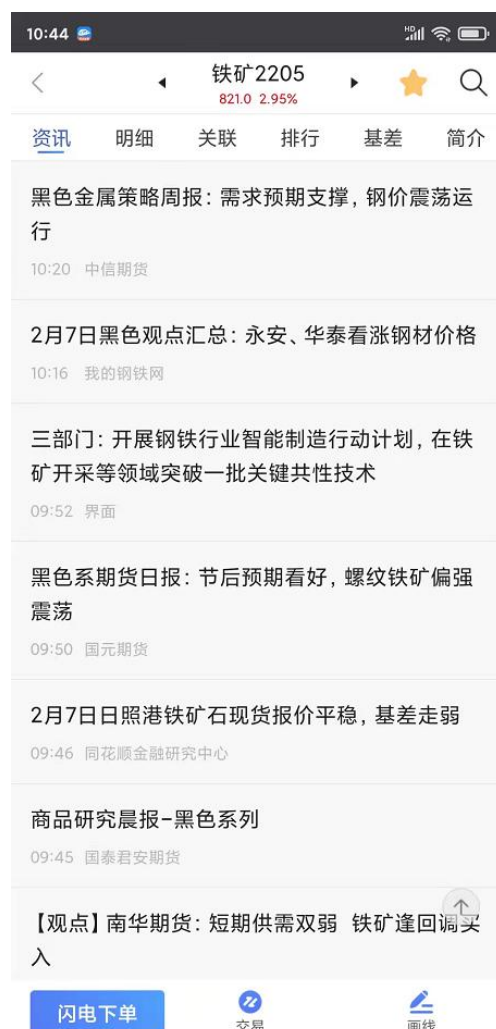 10:44
HD
铁矿2205
821.0 2.95%
资讯 明细 关联 排行 基差 简介
黑色金属策略周报：需求预期支撑，钢价震荡运
行
10:20 中信期货
2月7日黑色观点汇总：永安、华泰看涨钢材价格
10:16 我的钢铁网
三部门：开展钢铁行业智能制造行动计划，在铁
矿开采等领域突破一批关键共性技术
09:52 界面
黑色系期货日报：节后预期看好，螺纹铁矿偏强
震荡
09:50 国元期货
2月7日日照港铁矿石现货报价平稳，基差走弱
09:46 同花顺金融研究中心
商品研究晨报-黑色系列
09:45 国泰君安期货
【观点】南华期货：短期供需双弱 铁矿逢回调买
入
闪电下单 交易 画线